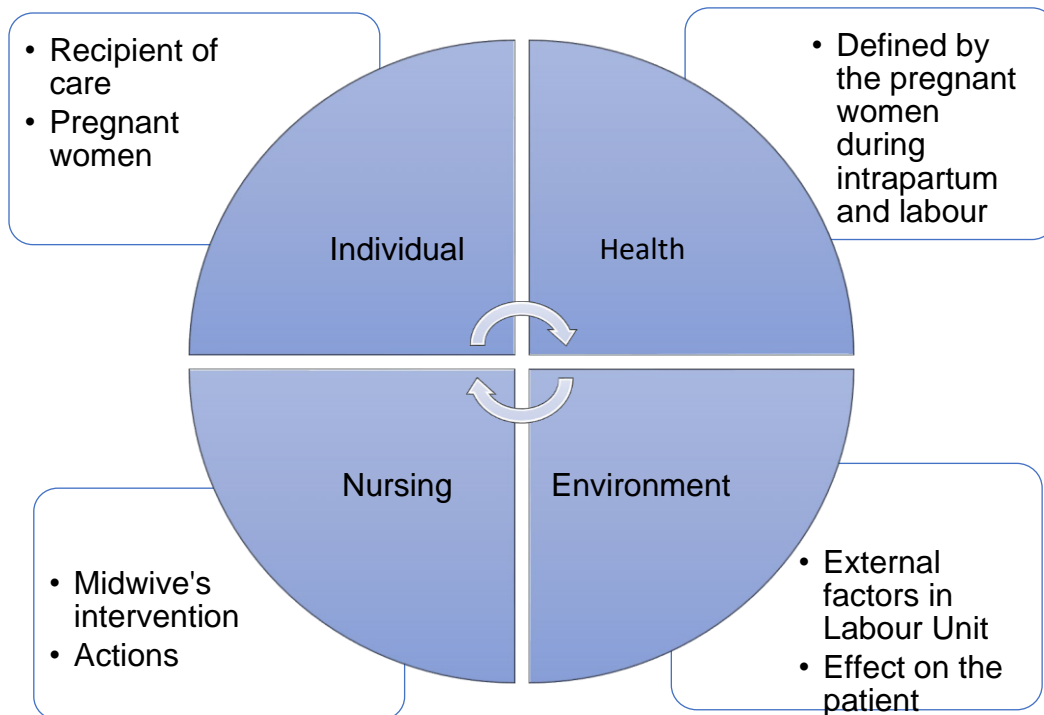 • Recipient of
care
• Pregnant
women
• Defined by
the pregnant
women
during
intrapartum
and labour
Individual
Health
Nursing
Environment
• Midwive's
intervention
• Actions
• External
factors in
Labour Unit
• Effect on the
patient